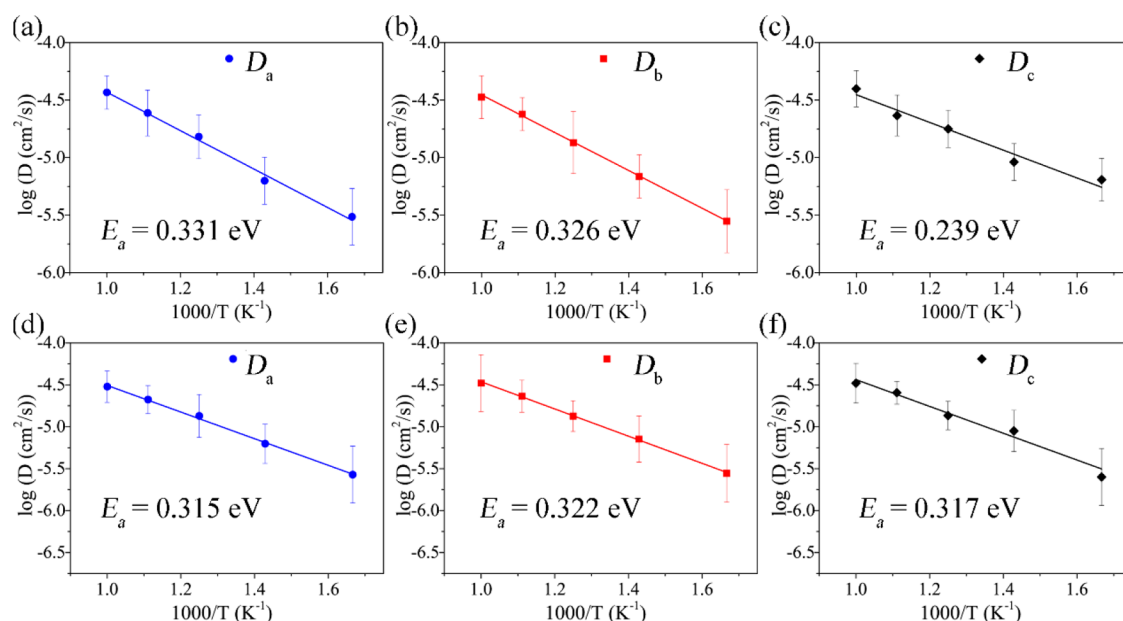 (a)
-4.0
-4.5
-5.0
-5.5
-6.0
log (D (cm²/s))
Dₐ
Eₐ = 0.331 eV
1.0 1.2 1.4 1.6
1000/T (K⁻¹)
(b)
-4.0
-4.5
-5.0
-5.5
-6.0
log (D (cm²/s))
D_b
Eₐ = 0.326 eV
1.0 1.2 1.4 1.6
1000/T (K⁻¹)
(c)
-4.0
-4.5
-5.0
-5.5
-6.0
log (D (cm²/s))
D_c
Eₐ = 0.239 eV
1.0 1.2 1.4 1.6
1000/T (K⁻¹)
(d)
-4.0
-4.5
-5.0
-5.5
-6.0
-6.5
log (D (cm²/s))
Dₐ
Eₐ = 0.315 eV
1.0 1.2 1.4 1.6
1000/T (K⁻¹)
(e)
-4.0
-4.5
-5.0
-5.5
-6.0
-6.5
log (D (cm²/s))
D_b
Eₐ = 0.322 eV
1.0 1.2 1.4 1.6
1000/T (K⁻¹)
(f)
-4.0
-4.5
-5.0
-5.5
-6.0
-6.5
log (D (cm²/s))
D_c
Eₐ = 0.317 eV
1.0 1.2 1.4 1.6
1000/T (K⁻¹)